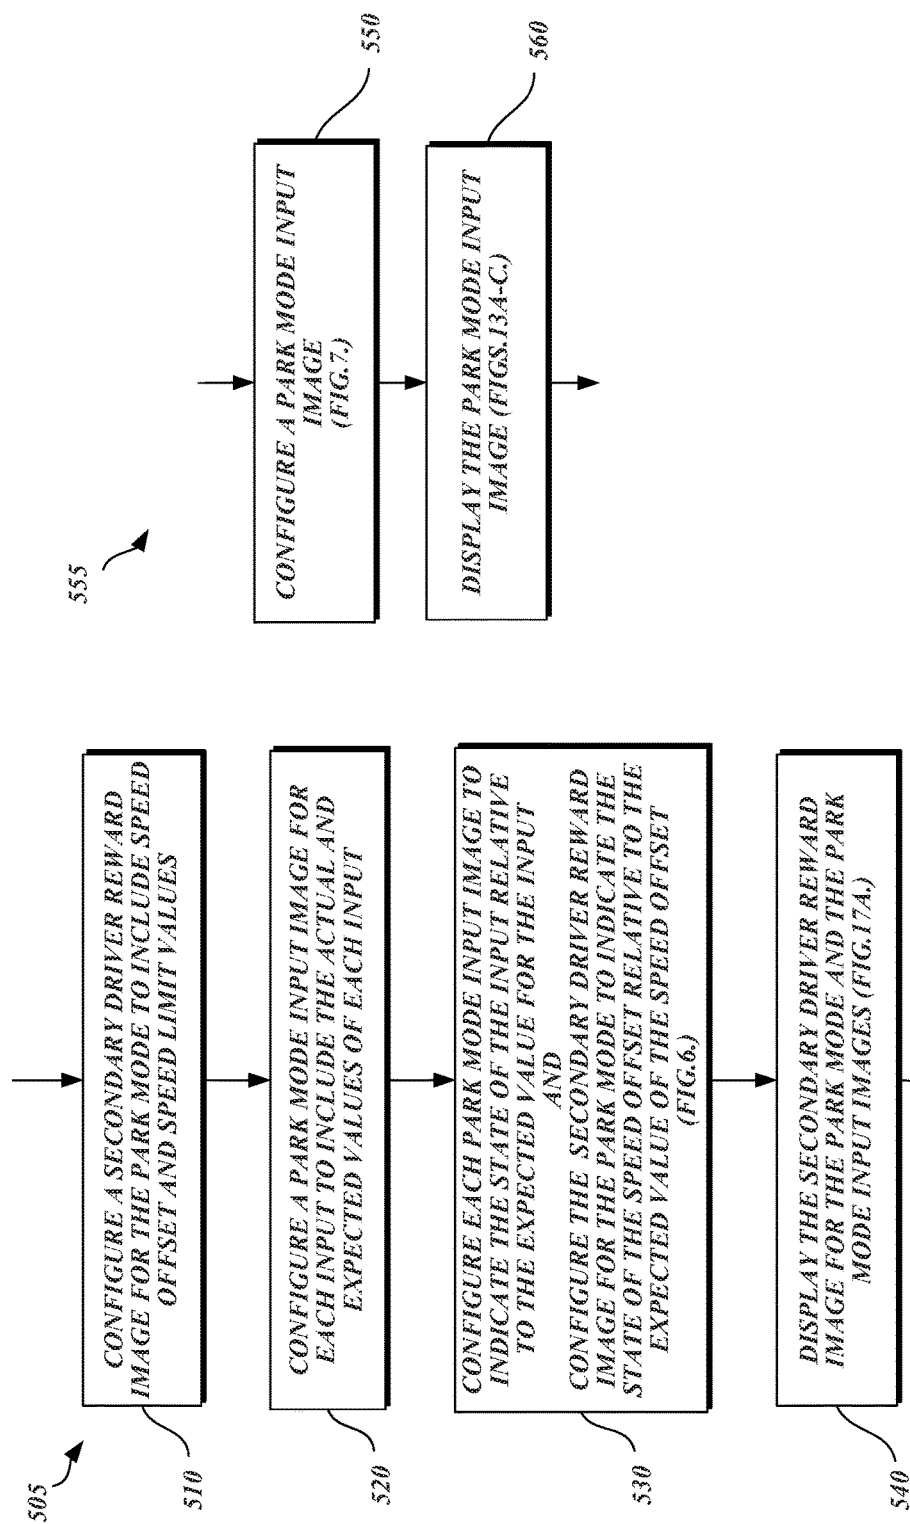 505
510
CONFIGURE A SECONDARY DRIVER REWARD
IMAGE FOR THE PARK MODE TO INCLUDE SPEED
OFFSET AND SPEED LIMIT VALUES
520
CONFIGURE A PARK MODE INPUT IMAGE FOR
EACH INPUT TO INCLUDE THE ACTUAL AND
EXPECTED VALUES OF EACH INPUT
530
CONFIGURE EACH PARK MODE INPUT IMAGE TO
INDICATE THE STATE OF THE INPUT RELATIVE
TO THE EXPECTED VALUE FOR THE INPUT
AND
CONFIGURE THE SECONDARY DRIVER REWARD
IMAGE FOR THE PARK MODE TO INDICATE THE
STATE OF THE SPEED OFFSET RELATIVE TO THE
EXPECTED VALUE OF THE SPEED OFFSET
(FIG.6.)
540
DISPLAY THE SECONDARY DRIVER REWARD
IMAGE FOR THE PARK MODE AND THE PARK
MODE INPUT IMAGES (FIG.17A.)
555
550
CONFIGURE A PARK MODE INPUT
IMAGE
(FIG.7.)
560
DISPLAY THE PARK MODE INPUT
IMAGE (FIGS.13A-C.)